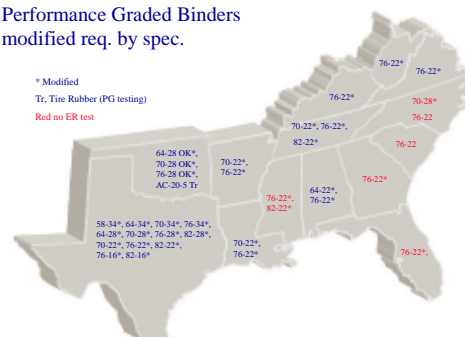 Performance Graded Binders
modified req. by spec.
* Modified
Tr, Tire Rubber (PG testing)
Red no ER test
76-22*
76-22*
76-22*
70-28*
76-22
70-22*, 76-22*,
82-22*
76-22
64-28 OK*,
70-28 OK*,
76-28 OK*,
AC-20-5 Tr
70-22*,
76-22*
76-22*,
82-22*
64-22*,
76-22*
76-22*
58-34*, 64-34*, 70-34*, 76-34*,
64-28*, 70-28*, 76-28*, 82-28*,
70-22*, 76-22*, 82-22*,
76-16*, 82-16*
70-22*,
76-22*
76-22*,